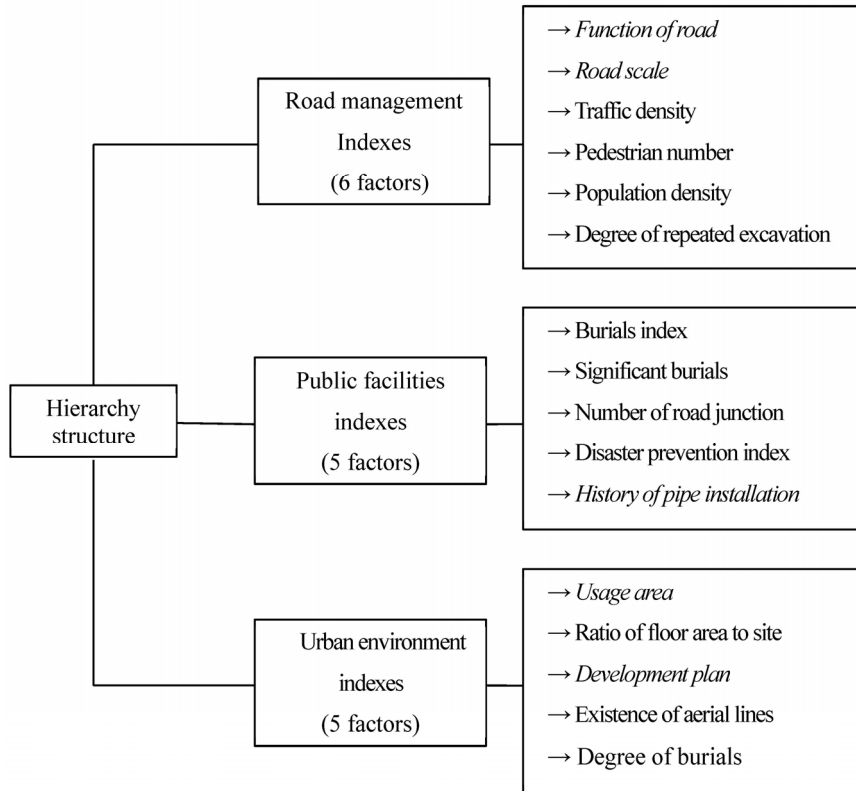 Hierarchy
structure
Road management
Indexes
(6 factors)
→ Function of road
→ Road scale
→ Traffic density
→ Pedestrian number
→ Population density
→ Degree of repeated excavation
Public facilities
indexes
(5 factors)
→ Burials index
→ Significant burials
→ Number of road junction
→ Disaster prevention index
→ History of pipe installation
Urban environment
indexes
(5 factors)
→ Usage area
→ Ratio of floor area to site
→ Development plan
→ Existence of aerial lines
→ Degree of burials